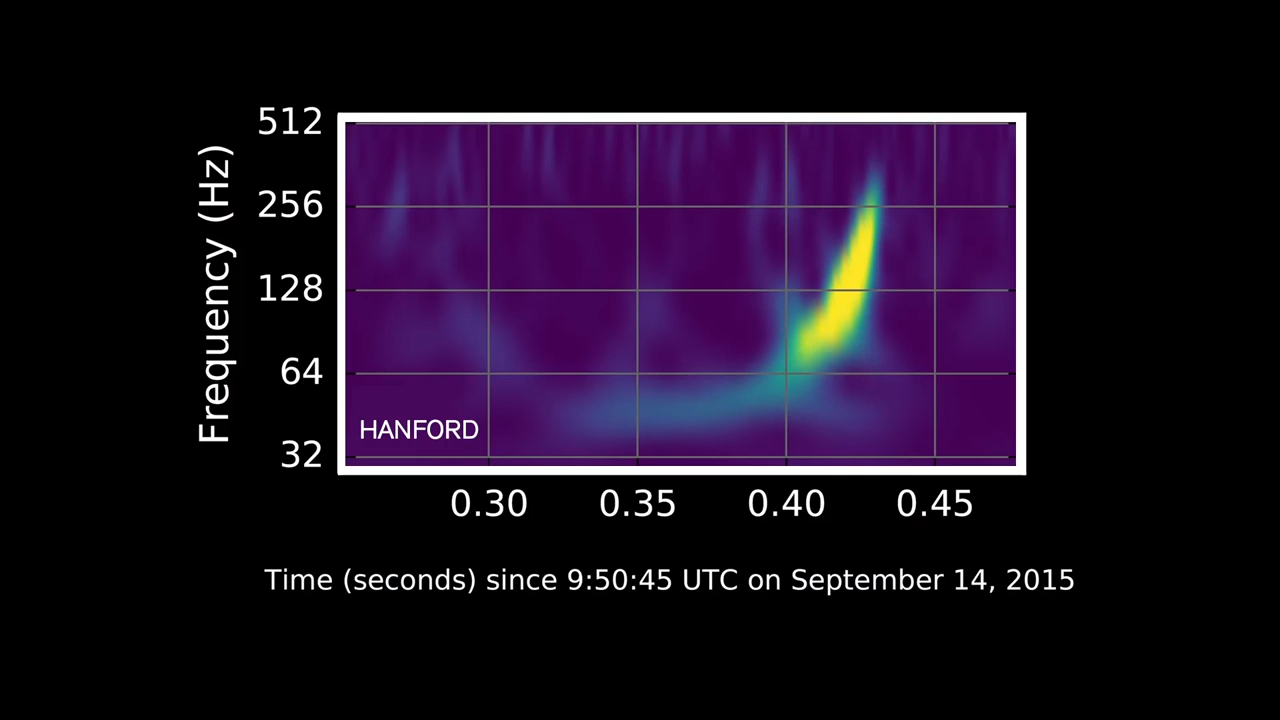 512
256
128
64
32
Frequency (Hz)
HANFORD
0.30 0.35 0.40 0.45
Time (seconds) since 9:50:45 UTC on September 14, 2015